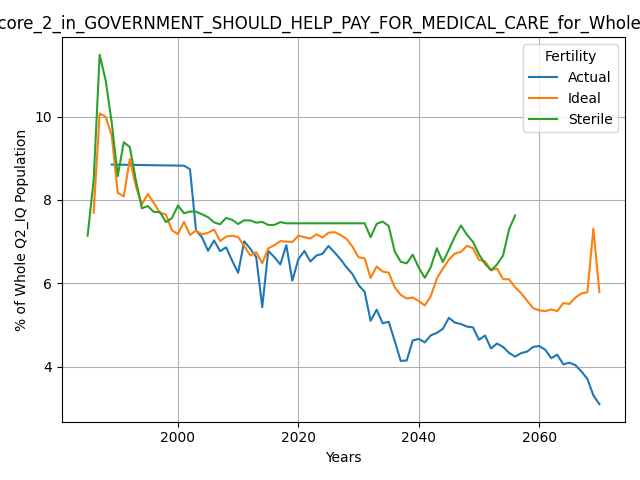 core_2_in_GOVERNMENT_SHOULD_HELP_PAY_FOR_MEDICAL_CARE_for_Whole
Fertility
Actual
Ideal
Sterile
% of Whole Q2_IQ Population
10
8
6
4
2000
2020
2040
2060
Years